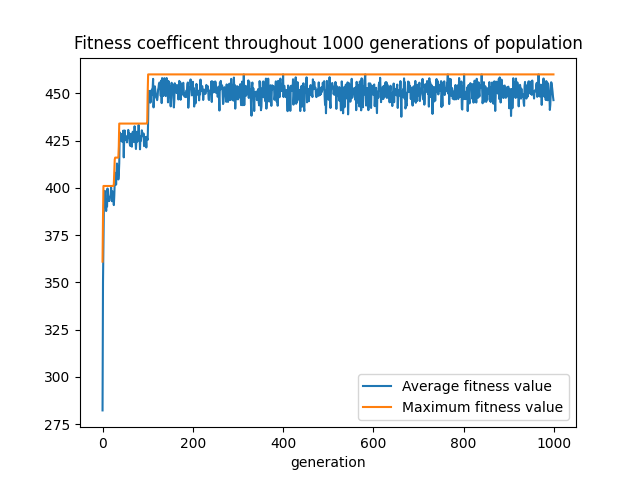 Fitness coefficent throughout 1000 generations of population
450
425
400
375
350
325
300
275
0 200 400 600 800 1000
generation
Average fitness value
Maximum fitness value